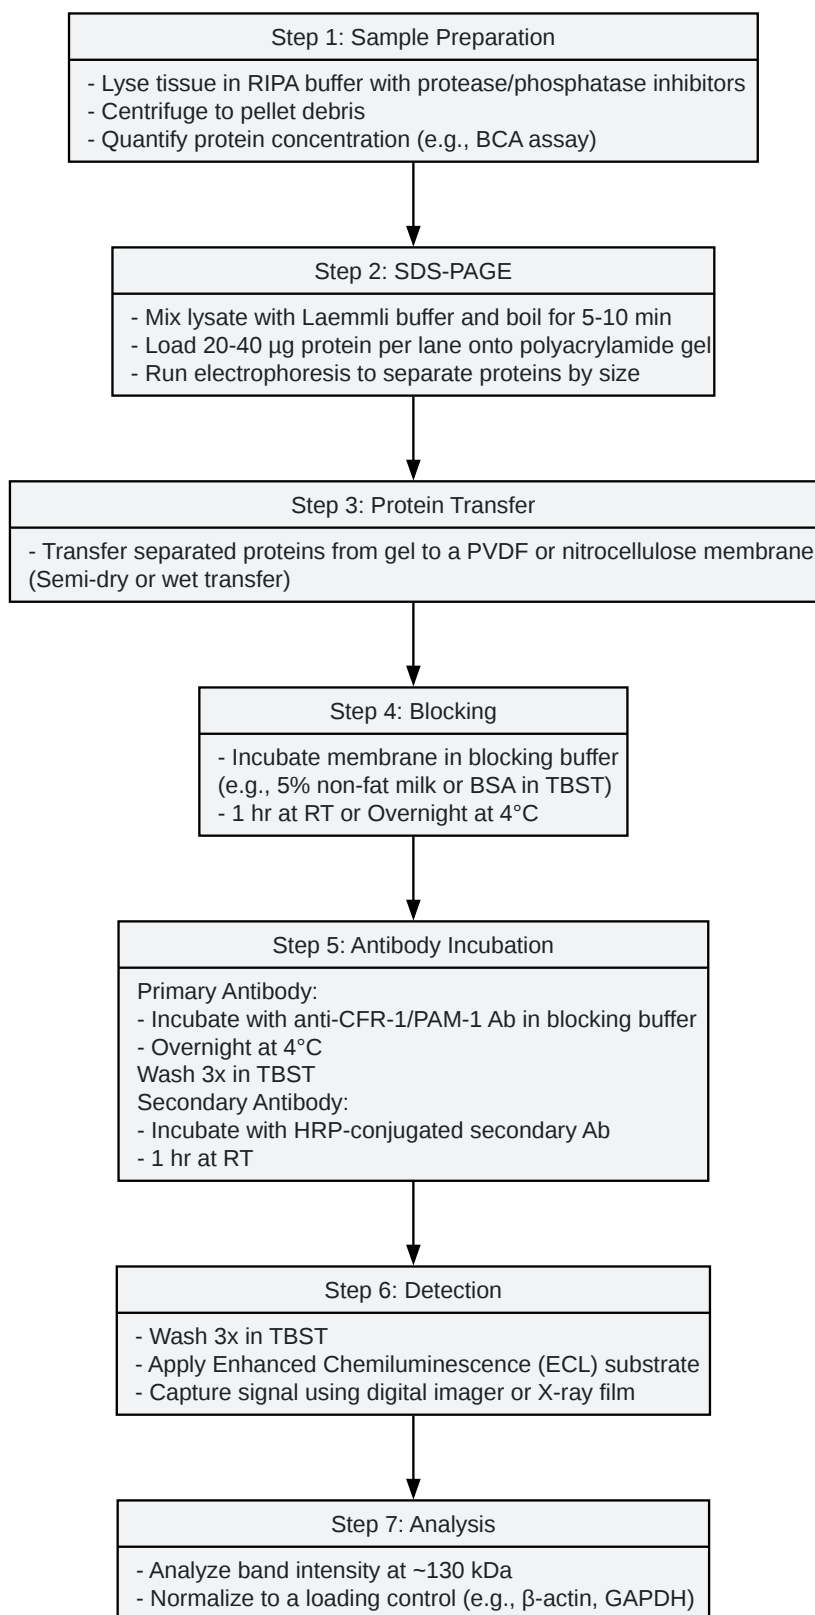 Step 1: Sample Preparation
- Lyse tissue in RIPA buffer with protease/phosphatase inhibitors
- Centrifuge to pellet debris
- Quantify protein concentration (e.g., BCA assay)
Step 2: SDS-PAGE
- Mix lysate with Laemmli buffer and boil for 5-10 min
- Load 20-40 µg protein per lane onto polyacrylamide gel
- Run electrophoresis to separate proteins by size
Step 3: Protein Transfer
- Transfer separated proteins from gel to a PVDF or nitrocellulose membrane
(Semi-dry or wet transfer)
Step 4: Blocking
- Incubate membrane in blocking buffer
(e.g., 5% non-fat milk or BSA in TBST)
- 1 hr at RT or Overnight at 4°C
Step 5: Antibody Incubation
Primary Antibody:
- Incubate with anti-CFR-1/PAM-1 Ab in blocking buffer
- Overnight at 4°C
Wash 3x in TBST
Secondary Antibody:
- Incubate with HRP-conjugated secondary Ab
- 1 hr at RT
Step 6: Detection
- Wash 3x in TBST
- Apply Enhanced Chemiluminescence (ECL) substrate
- Capture signal using digital imager or X-ray film
Step 7: Analysis
- Analyze band intensity at ~130 kDa
- Normalize to a loading control (e.g., β-actin, GAPDH)